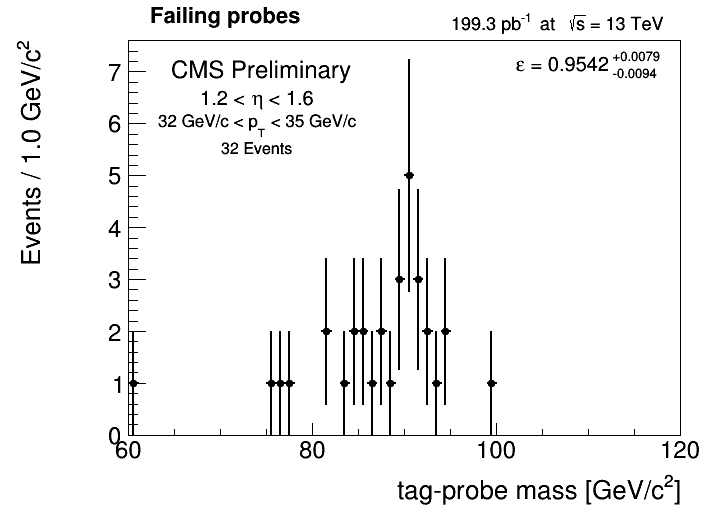 Failing probes
199.3 pb⁻¹ at √s = 13 TeV
CMS Preliminary
ε = 0.9542 +0.0079 -0.0094
1.2 < η < 1.6
32 GeV/c < p_T < 35 GeV/c
32 Events
Events / 1.0 GeV/c²
7
6
5
4
3
2
1
0
60 80 100 120
tag-probe mass [GeV/c²]